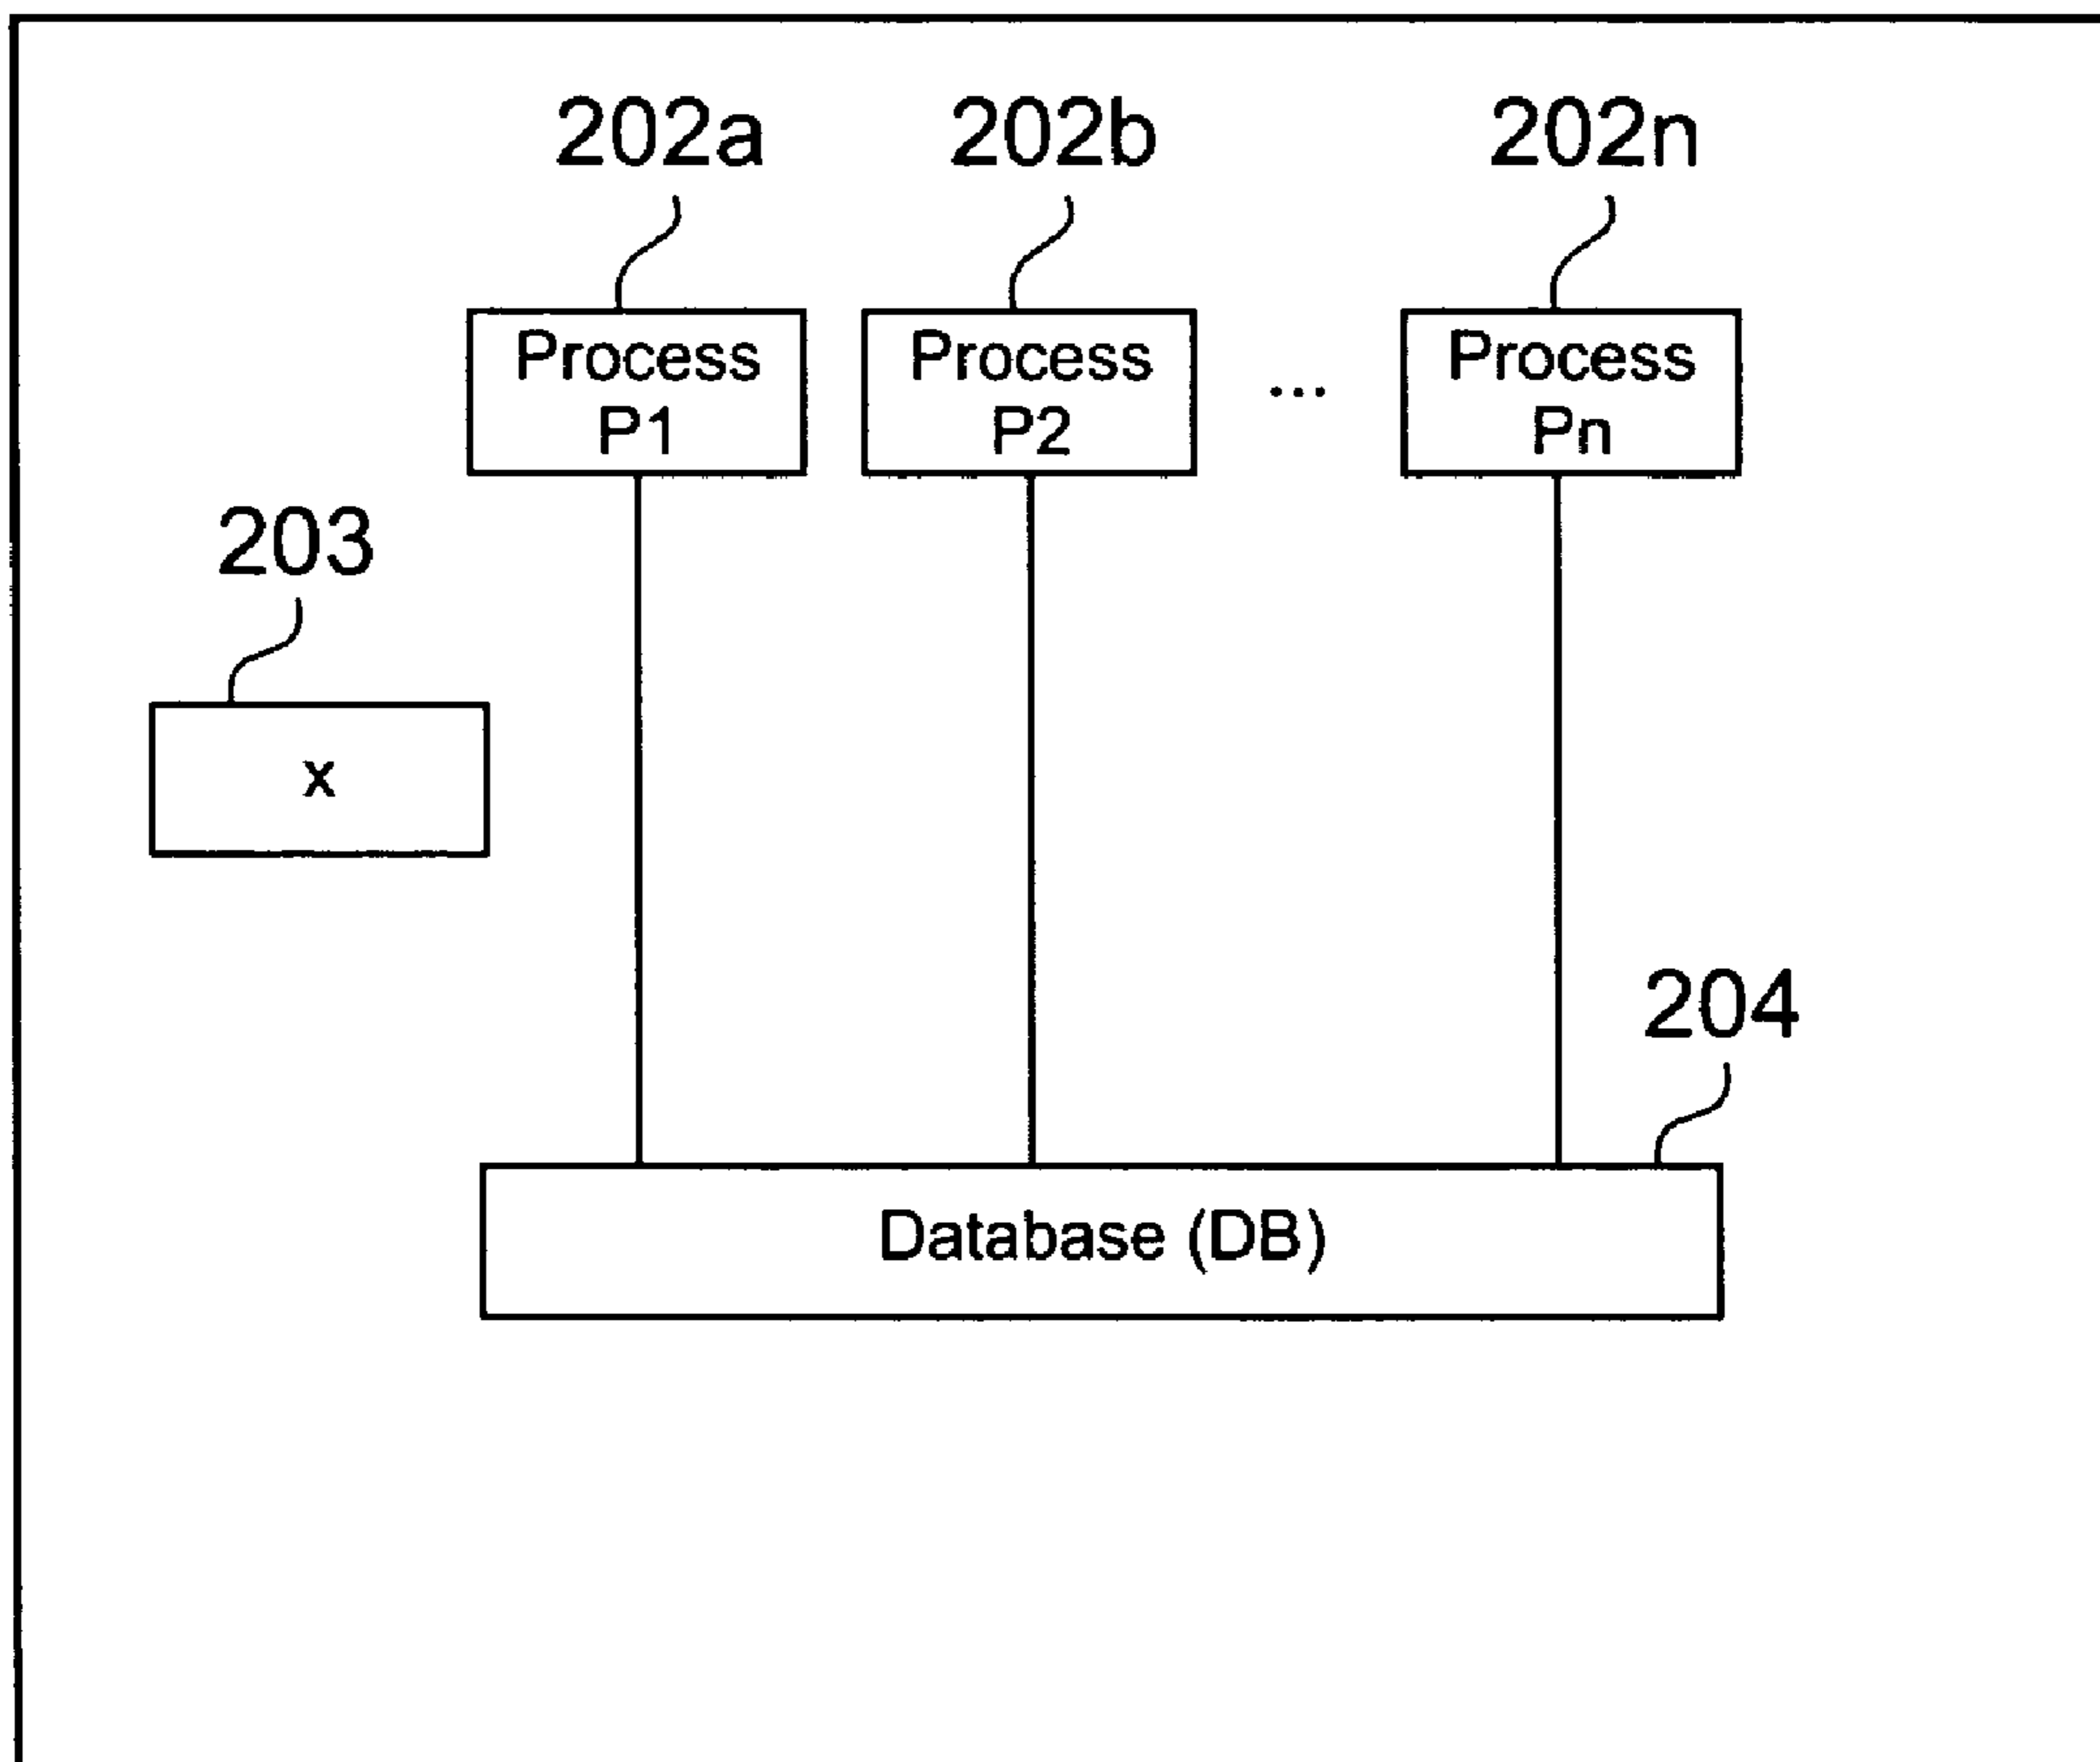 202a 202b 202n
Process Process Process
P1 P2 ... Pn
203
x
204
Database (DB)